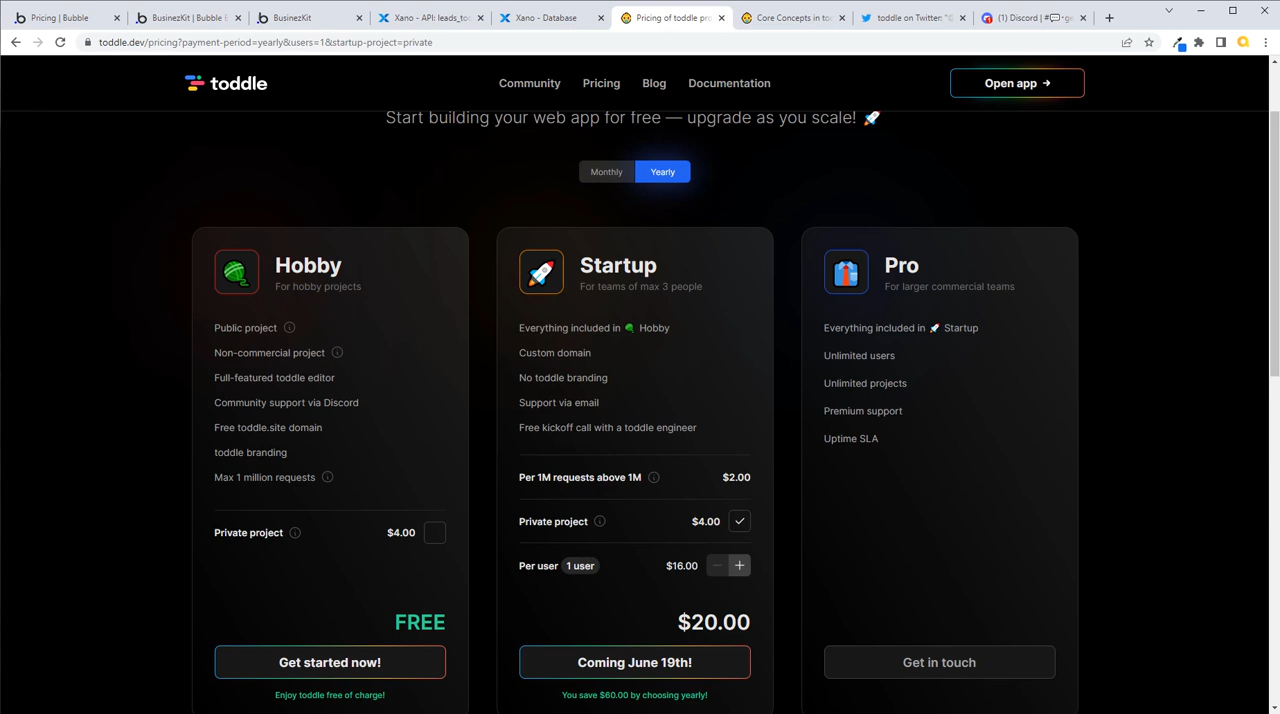 Pricing | Bubble
BusinezKit | Bubble E
BusinezKit
Xano - API: leads_too
Xano - Database
Pricing of toddle pro
Core Concepts in too
toddle on Twitter: "@
(1) Discord | #
toddle.dev/pricing?payment-period=yearly&users=1&startup-project=private
toddle
Community
Pricing
Blog
Documentation
Open app →
Start building your web app for free — upgrade as you scale! 🚀
Monthly
Yearly
Hobby
For hobby projects
Public project
Non-commercial project
Full-featured toddle editor
Community support via Discord
Free toddle.site domain
toddle branding
Max 1 million requests
Private project $4.00
FREE
Get started now!
Enjoy toddle free of charge!
Startup
For teams of max 3 people
Everything included in 🧶 Hobby
Custom domain
No toddle branding
Support via email
Free kickoff call with a toddle engineer
Per 1M requests above 1M $2.00
Private project $4.00
Per user 1 user $16.00
$20.00
Coming June 19th!
You save $60.00 by choosing yearly!
Pro
For larger commercial teams
Everything included in 🚀 Startup
Unlimited users
Unlimited projects
Premium support
Uptime SLA
Get in touch